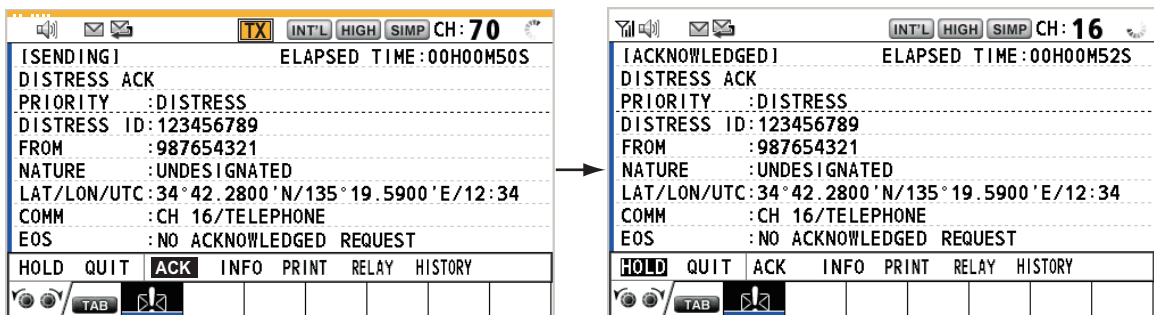 TX INT'L HIGH SIMP CH:70
[SENDING] ELAPSED TIME:00H00M50S
DISTRESS ACK
PRIORITY :DISTRESS
DISTRESS ID:123456789
FROM :987654321
NATURE :UNDESIGNATED
LAT/LON/UTC:34°42.2800'N/135°19.5900'E/12:34
COMM :CH 16/TELEPHONE
EOS :NO ACKNOWLEDGED REQUEST
HOLD QUIT ACK INFO PRINT RELAY HISTORY
TAB
INT'L HIGH SIMP CH:16
[ACKNOWLEDGED] ELAPSED TIME:00H00M52S
DISTRESS ACK
PRIORITY :DISTRESS
DISTRESS ID:123456789
FROM :987654321
NATURE :UNDESIGNATED
LAT/LON/UTC:34°42.2800'N/135°19.5900'E/12:34
COMM :CH 16/TELEPHONE
EOS :NO ACKNOWLEDGED REQUEST
HOLD QUIT ACK INFO PRINT RELAY HISTORY
TAB